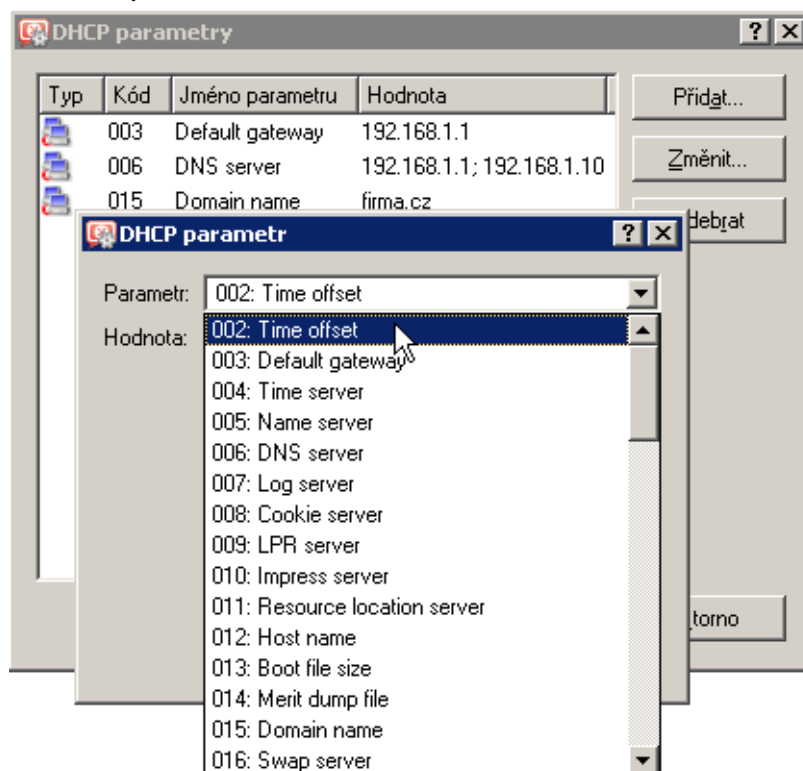 DHCP parametry
Typ Kód Jméno parametru Hodnota
Přidat...
003 Default gateway 192.168.1.1
006 DNS server 192.168.1.1; 192.168.1.10
Změnit...
015 Domain name firma.cz
debrat
DHCP parametr
Parametr: 002: Time offset
Hodnota:
002: Time offset
003: Default gateway
004: Time server
005: Name server
006: DNS server
007: Log server
008: Cookie server
009: LPR server
010: Impress server
011: Resource location server
torno
012: Host name
013: Boot file size
014: Merit dump file
015: Domain name
016: Swap server